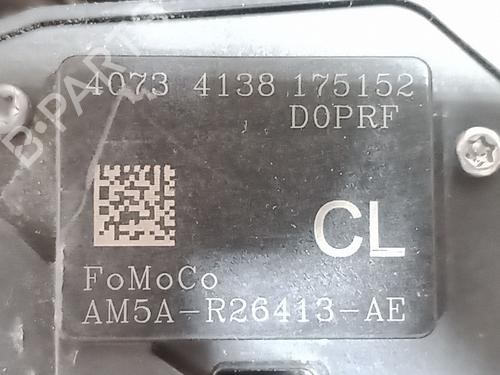 4073 4138 175152
D0PRF
CL
FoMoCo
AM5A-R26413-AE